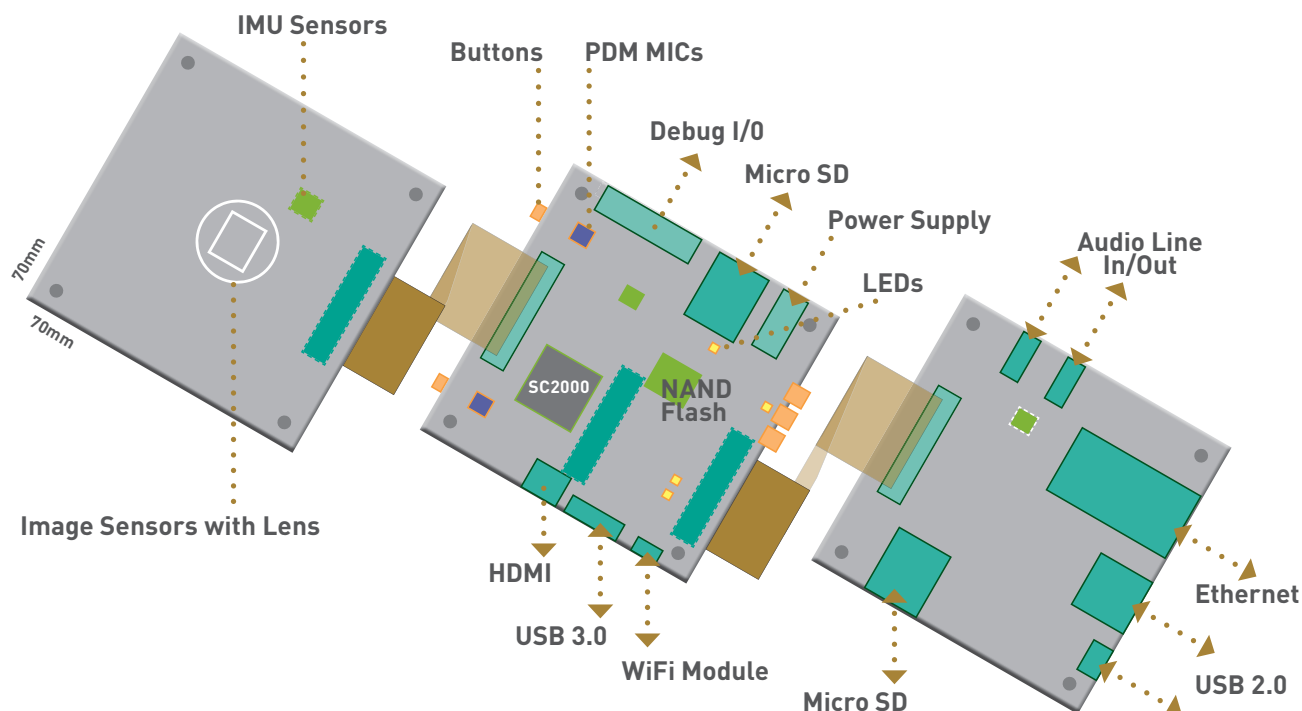 IMU Sensors
Buttons
PDM MICs
Debug I/0
Micro SD
Power Supply
LEDs
Audio Line
In/Out
70mm
70mm
SC2000
NAND
Flash
Image Sensors with Lens
HDMI
USB 3.0
WiFi Module
Micro SD
Ethernet
USB 2.0